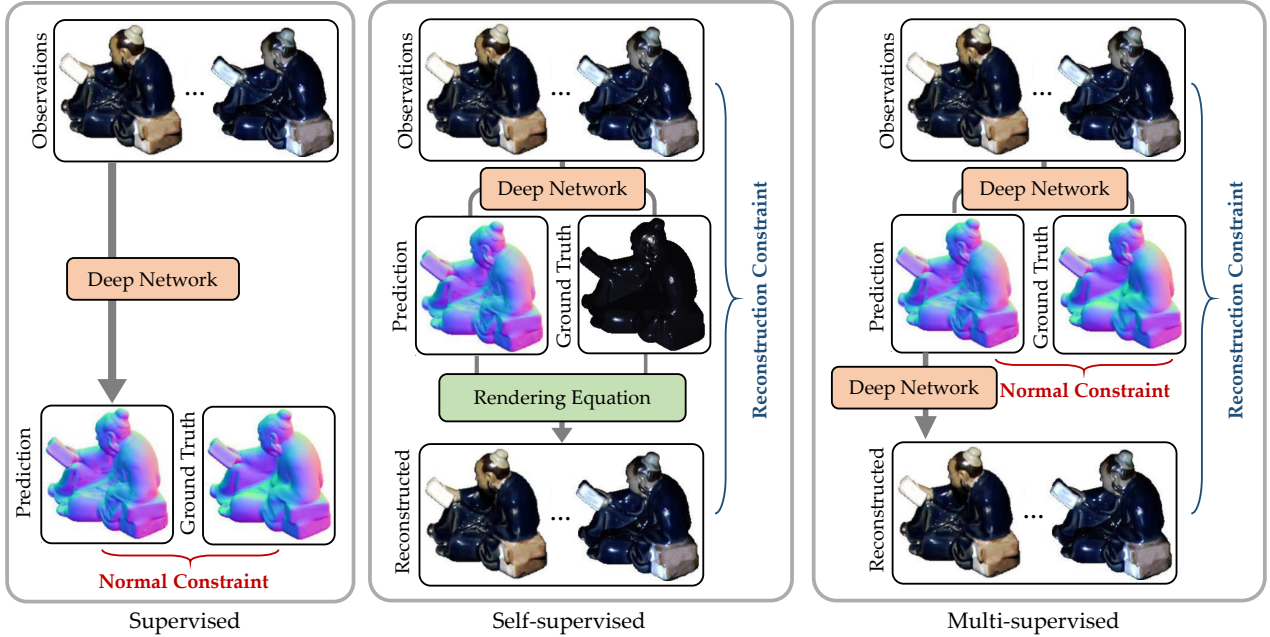 Observations
...
Deep Network
Prediction
Ground Truth
Normal Constraint
Supervised
Observations
...
Deep Network
Prediction
Ground Truth
Rendering Equation
Reconstructed
...
Reconstruction Constraint
Self-supervised
Observations
...
Deep Network
Prediction
Ground Truth
Deep Network
Normal Constraint
Reconstructed
...
Reconstruction Constraint
Multi-supervised